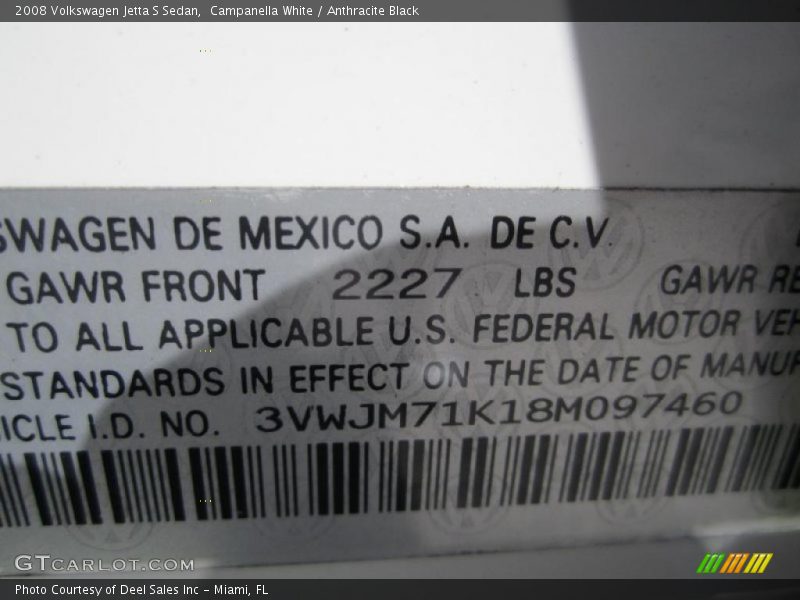 2008 Volkswagen Jetta S Sedan,  Campanella White / Anthracite Black
SWAGEN DE MEXICO S.A. DE C.V.
GAWR FRONT 2227 LBS GAWR RE
TO ALL APPLICABLE U.S. FEDERAL MOTOR VEH
STANDARDS IN EFFECT ON THE DATE OF MANUF
ICLE I.D. NO. 3VWJM71K18M097460
GTCARLOT.COM
Photo Courtesy of Deel Sales Inc - Miami, FL